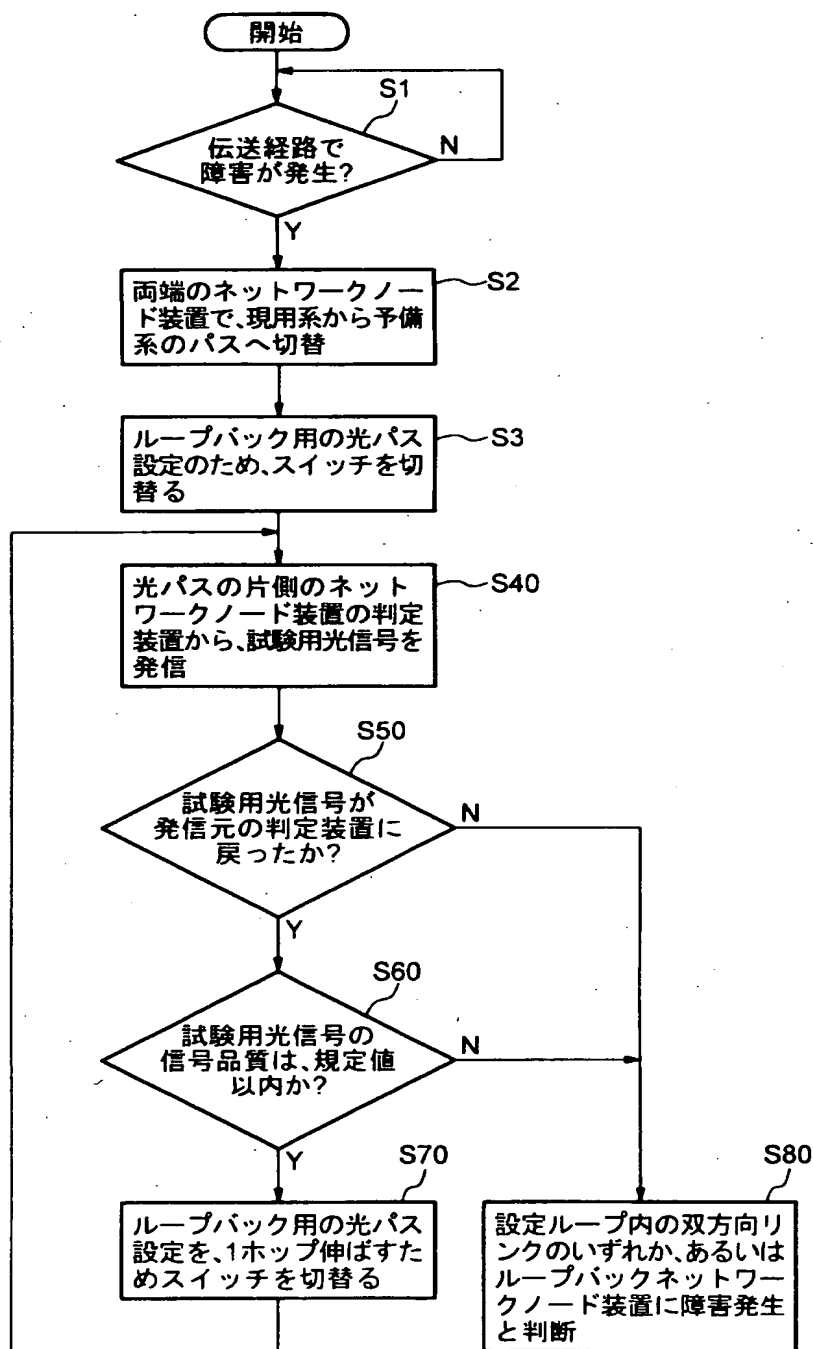 開始
S1
伝送経路で
障害が発生?
N
Y
S2
両端のネットワークノー
ド装置で、現用系から予備
系のパスへ切替
S3
ループバック用の光パス
設定のため、スイッチを切
替る
S40
光パスの片側のネット
ワークノード装置の判定
装置から、試験用光信号を
発信
S50
試験用光信号が
発信元の判定装置に
戻ったか?
N
Y
S60
試験用光信号の
信号品質は、規定値
以内か?
N
Y
S70
ループバック用の光パス
設定を、1ホップ伸ばすた
めスイッチを切替る
S80
設定ループ内の双方向リ
ンクのいずれか、あるいは
ループバックネットワー
クノード装置に障害発生
と判断